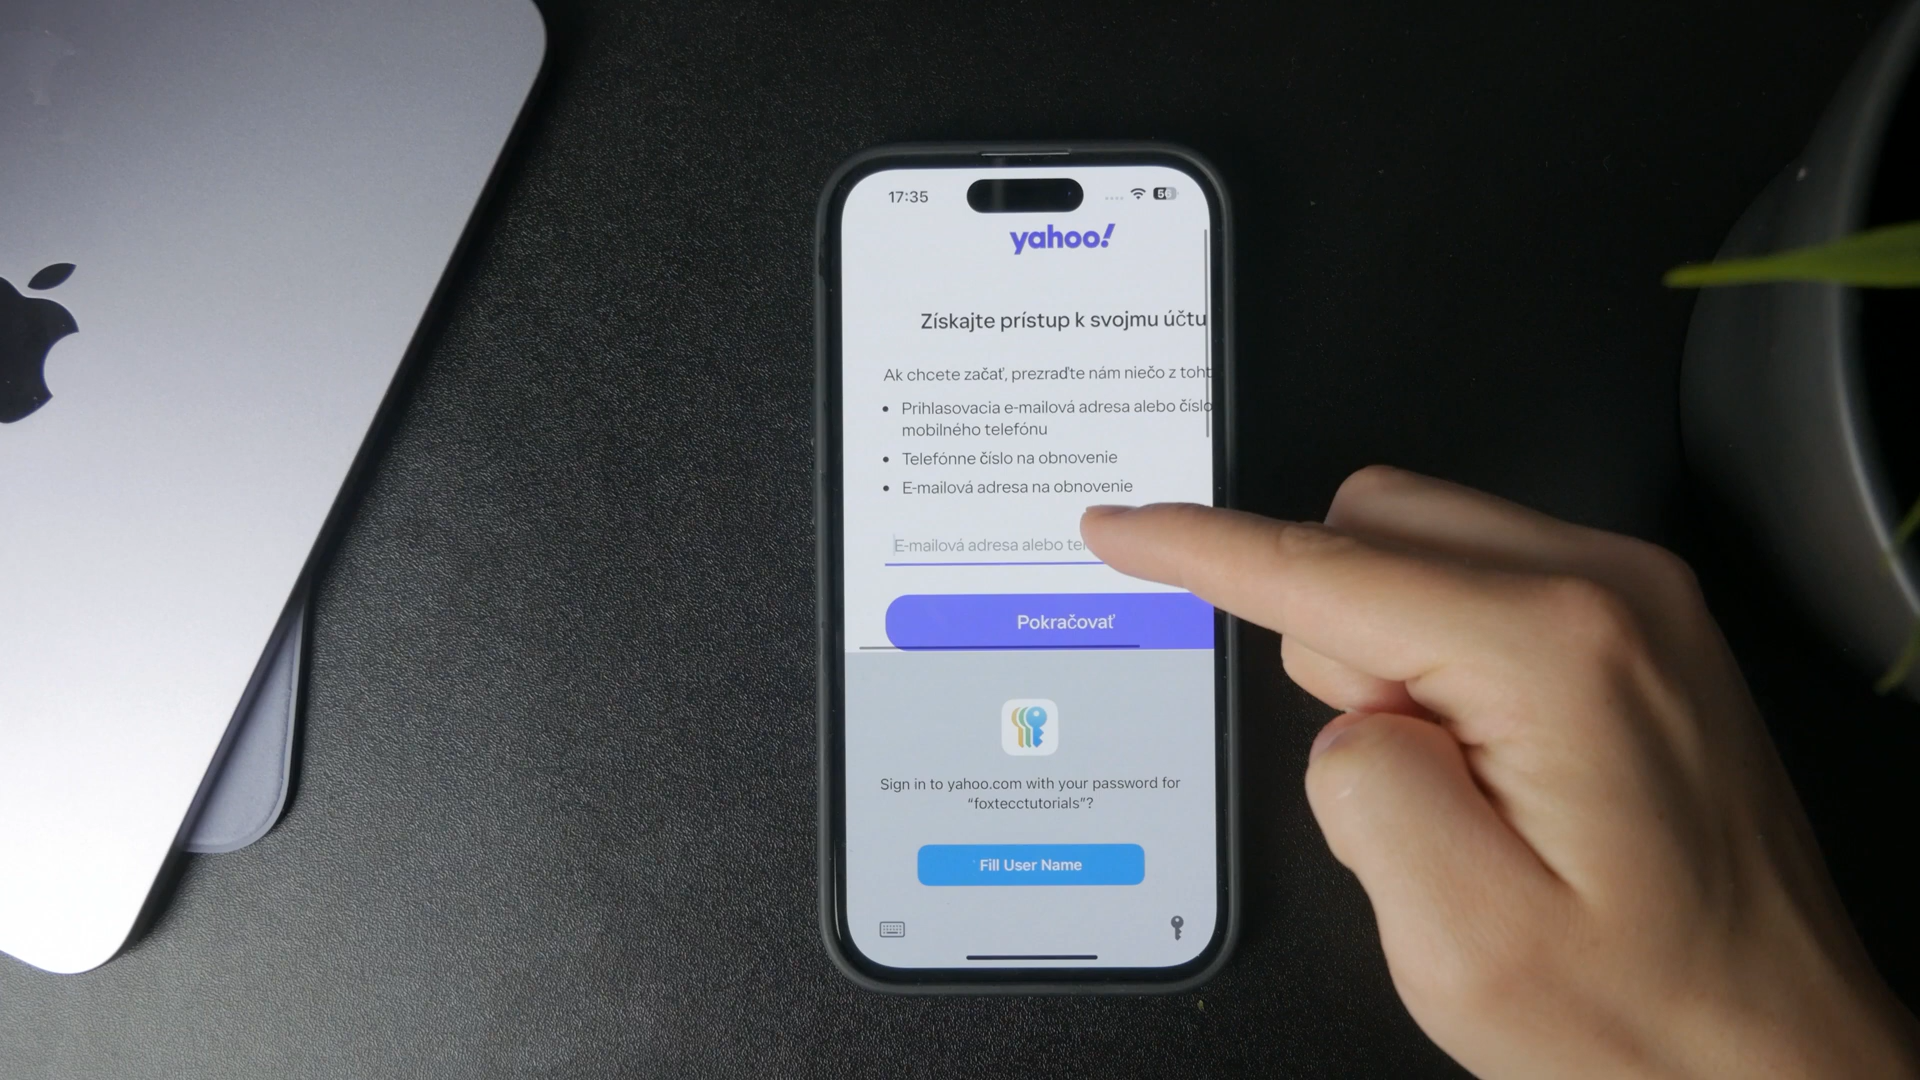 17:35
56
yahoo!
Získajte prístup k svojmu účtu
Ak chcete začať, prezraďte nám niečo z toht
Prihlasovacia e-mailová adresa alebo číslo
mobilného telefónu
Telefónne číslo na obnovenie
E-mailová adresa na obnovenie
E-mailová adresa alebo
Pokračovať
Sign in to yahoo.com with your password for
“foxtecctutorials”?
Fill User Name